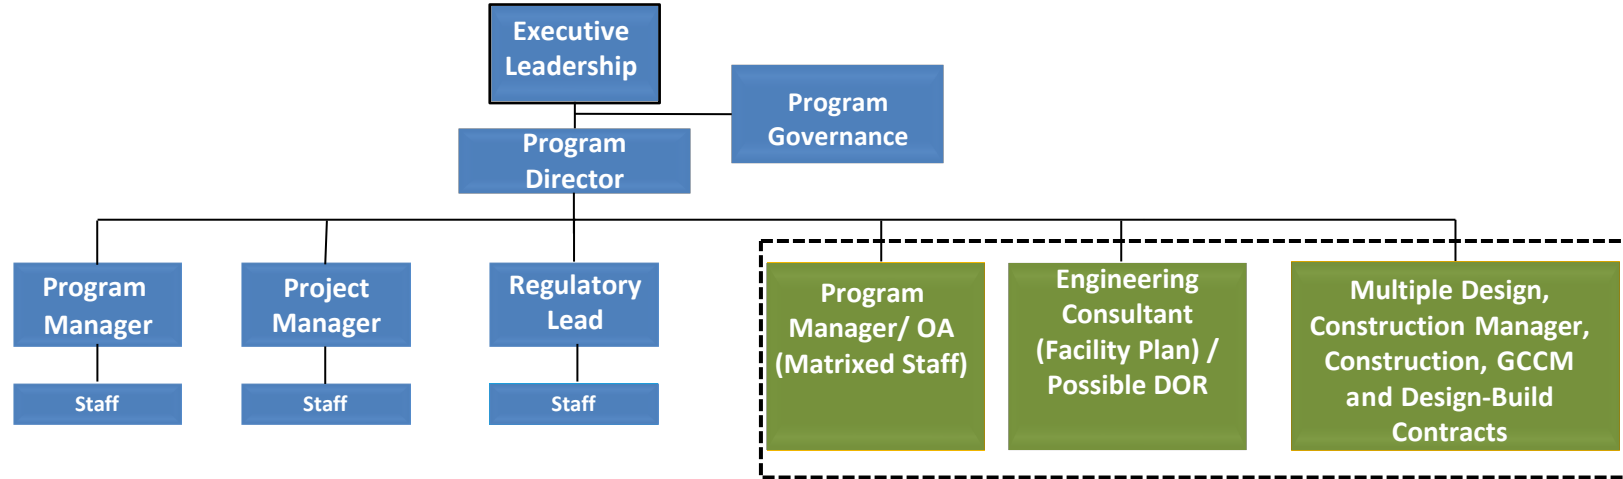 Executive
Leadership
Program
Governance
Program
Director
Program
Manager
Project
Manager
Regulatory
Lead
Program
Manager/ OA
(Matrixed Staff)
Engineering
Consultant
(Facility Plan) /
Possible DOR
Multiple Design,
Construction Manager,
Construction, GCCM
and Design-Build
Contracts
Staff
Staff
Staff